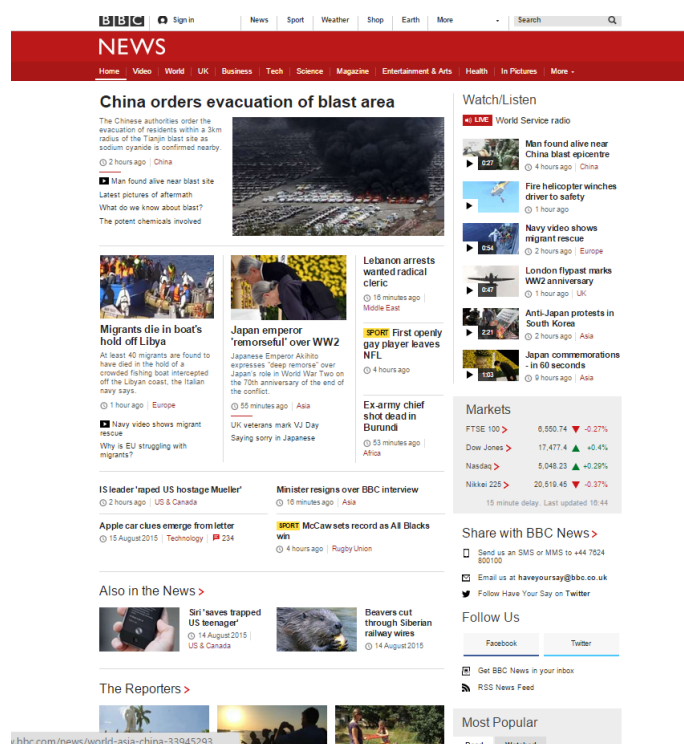 BBC Sign in News Sport Weather Shop Earth More Search
NEWS
Home Video World UK Business Tech Science Magazine Entertainment & Arts Health In Pictures More
China orders evacuation of blast area
The Chinese authorities order the
evacuation of residents within a 3km
radius of the Tianjin blast site as
sodium cyanide is confirmed nearby.
2 hours ago China
Man found alive near blast site
Latest pictures of aftermath
What do we know about blast?
The potent chemicals involved
Migrants die in boat's
hold off Libya
At least 40 migrants are found to
have died in the hold of a
crowded fishing boat intercepted
off the Libyan coast, the Italian
navy says.
1 hour ago Europe
Navy video shows migrant
rescue
Why is EU struggling with
migrants?
Japan emperor
'remorseful' over WW2
Japanese Emperor Akihito
expresses "deep remorse" over
Japan's role in World War Two on
the 70th anniversary of the end of
the conflict.
55 minutes ago Asia
UK veterans mark VJ Day
Saying sorry in Japanese
Lebanon arrests
wanted radical
cleric
16 minutes ago
Middle East
SPORT First openly
gay player leaves
NFL
4 hours ago
Ex-army chief
shot dead in
Burundi
53 minutes ago
Africa
IS leader 'raped US hostage Mueller'
2 hours ago US & Canada
Minister resigns over BBC interview
16 minutes ago Asia
Apple car clues emerge from letter
15 August 2015 Technology 234
SPORT McCaw sets record as All Blacks
win
4 hours ago Rugby Union
Also in the News >
Siri 'saves trapped
US teenager'
14 August 2015
US & Canada
Beavers cut
through Siberian
railway wires
14 August 2015
The Reporters >
Watch/Listen
LIVE World Service radio
0:27
Man found alive near
China blast epicentre
4 hours ago China
Fire helicopter winches
driver to safety
1 hour ago
0:54
Navy video shows
migrant rescue
2 hours ago Europe
0:47
London flypast marks
WW2 anniversary
1 hour ago UK
2:21
Anti-Japan protests in
South Korea
2 hours ago Asia
1:03
Japan commemorations
- in 60 seconds
9 hours ago Asia
Markets
FTSE 100 > 6,550.74 ▼ -0.27%
Dow Jones > 17,477.4 ▲ +0.4%
Nasdaq > 5,048.23 ▲ +0.29%
Nikkei 225 > 20,519.45 ▼ -0.37%
15 minute delay. Last updated 16:44
Share with BBC News >
Send us an SMS or MMS to +44 7624
800100
Email us at haveyoursay@bbc.co.uk
Follow Have Your Say on Twitter
Follow Us
Facebook Twitter
Get BBC News in your inbox
RSS News Feed
Most Popular
.bbc.com/news/world-asia-china-33945293